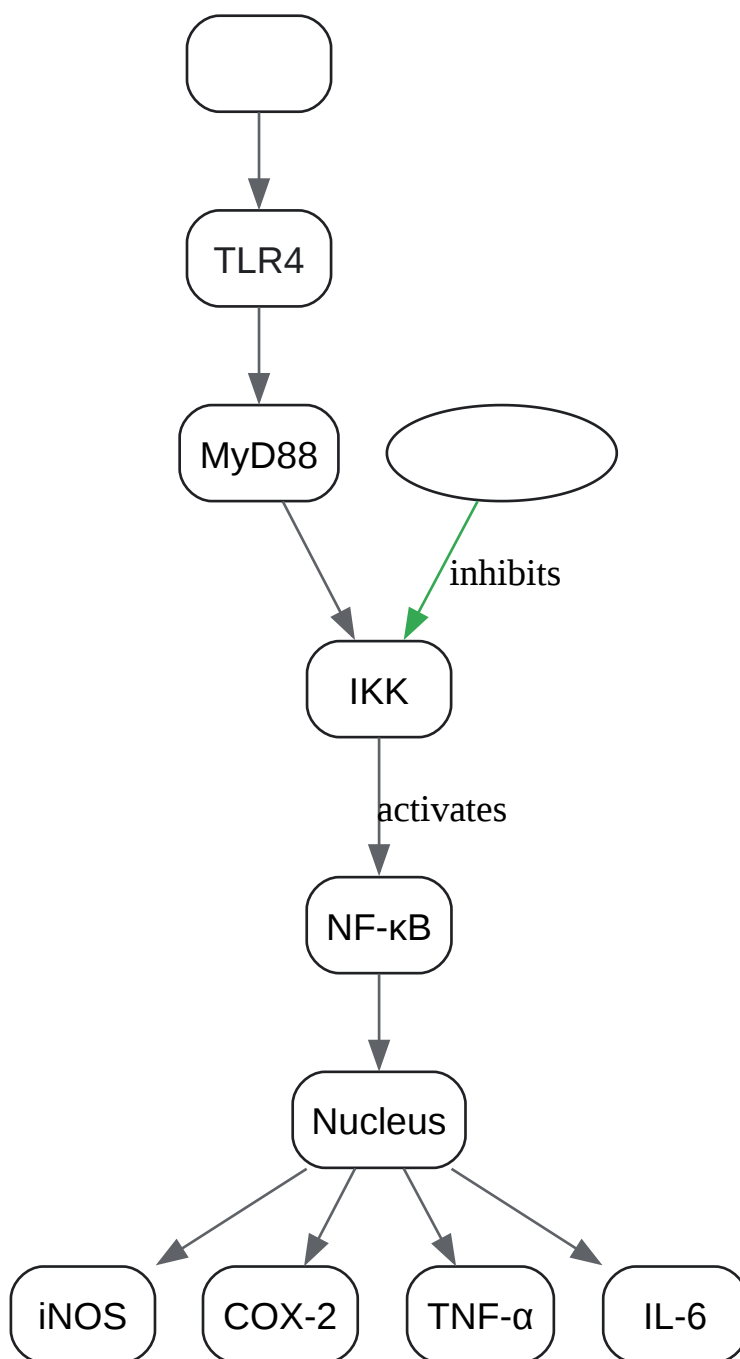 TLR4
MyD88
inhibits
IKK
activates
NF-κB
Nucleus
iNOS
COX-2
TNF-α
IL-6